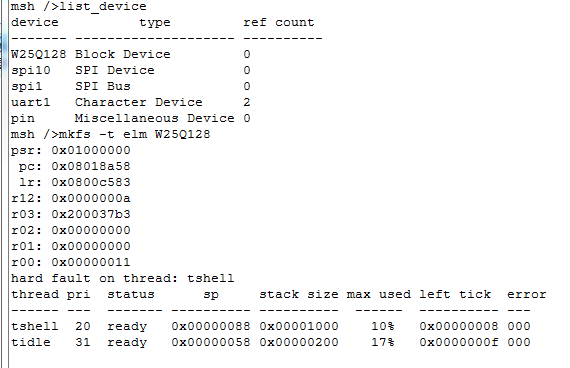 msh />list_device
device           type         ref count
------- -------------------- ----------
W25Q128 Block Device         0
spi10   SPI Device           0
spi1    SPI Bus              0
uart1   Character Device     2
pin     Miscellaneous Device 0
msh />mkfs -t elm W25Q128
psr: 0x01000000
 pc: 0x08018a58
 lr: 0x0800c583
r12: 0x0000000a
r03: 0x200037b3
r02: 0x00000000
r01: 0x00000000
r00: 0x00000011
hard fault on thread: tshell
thread pri  status      sp     stack size max used left tick  error
------ ---  ------- ---------- ----------  ------  ---------- ---
tshell  20  ready   0x00000088 0x00001000    10%   0x00000008 000
tidle   31  ready   0x00000058 0x00000200    17%   0x0000000f 000